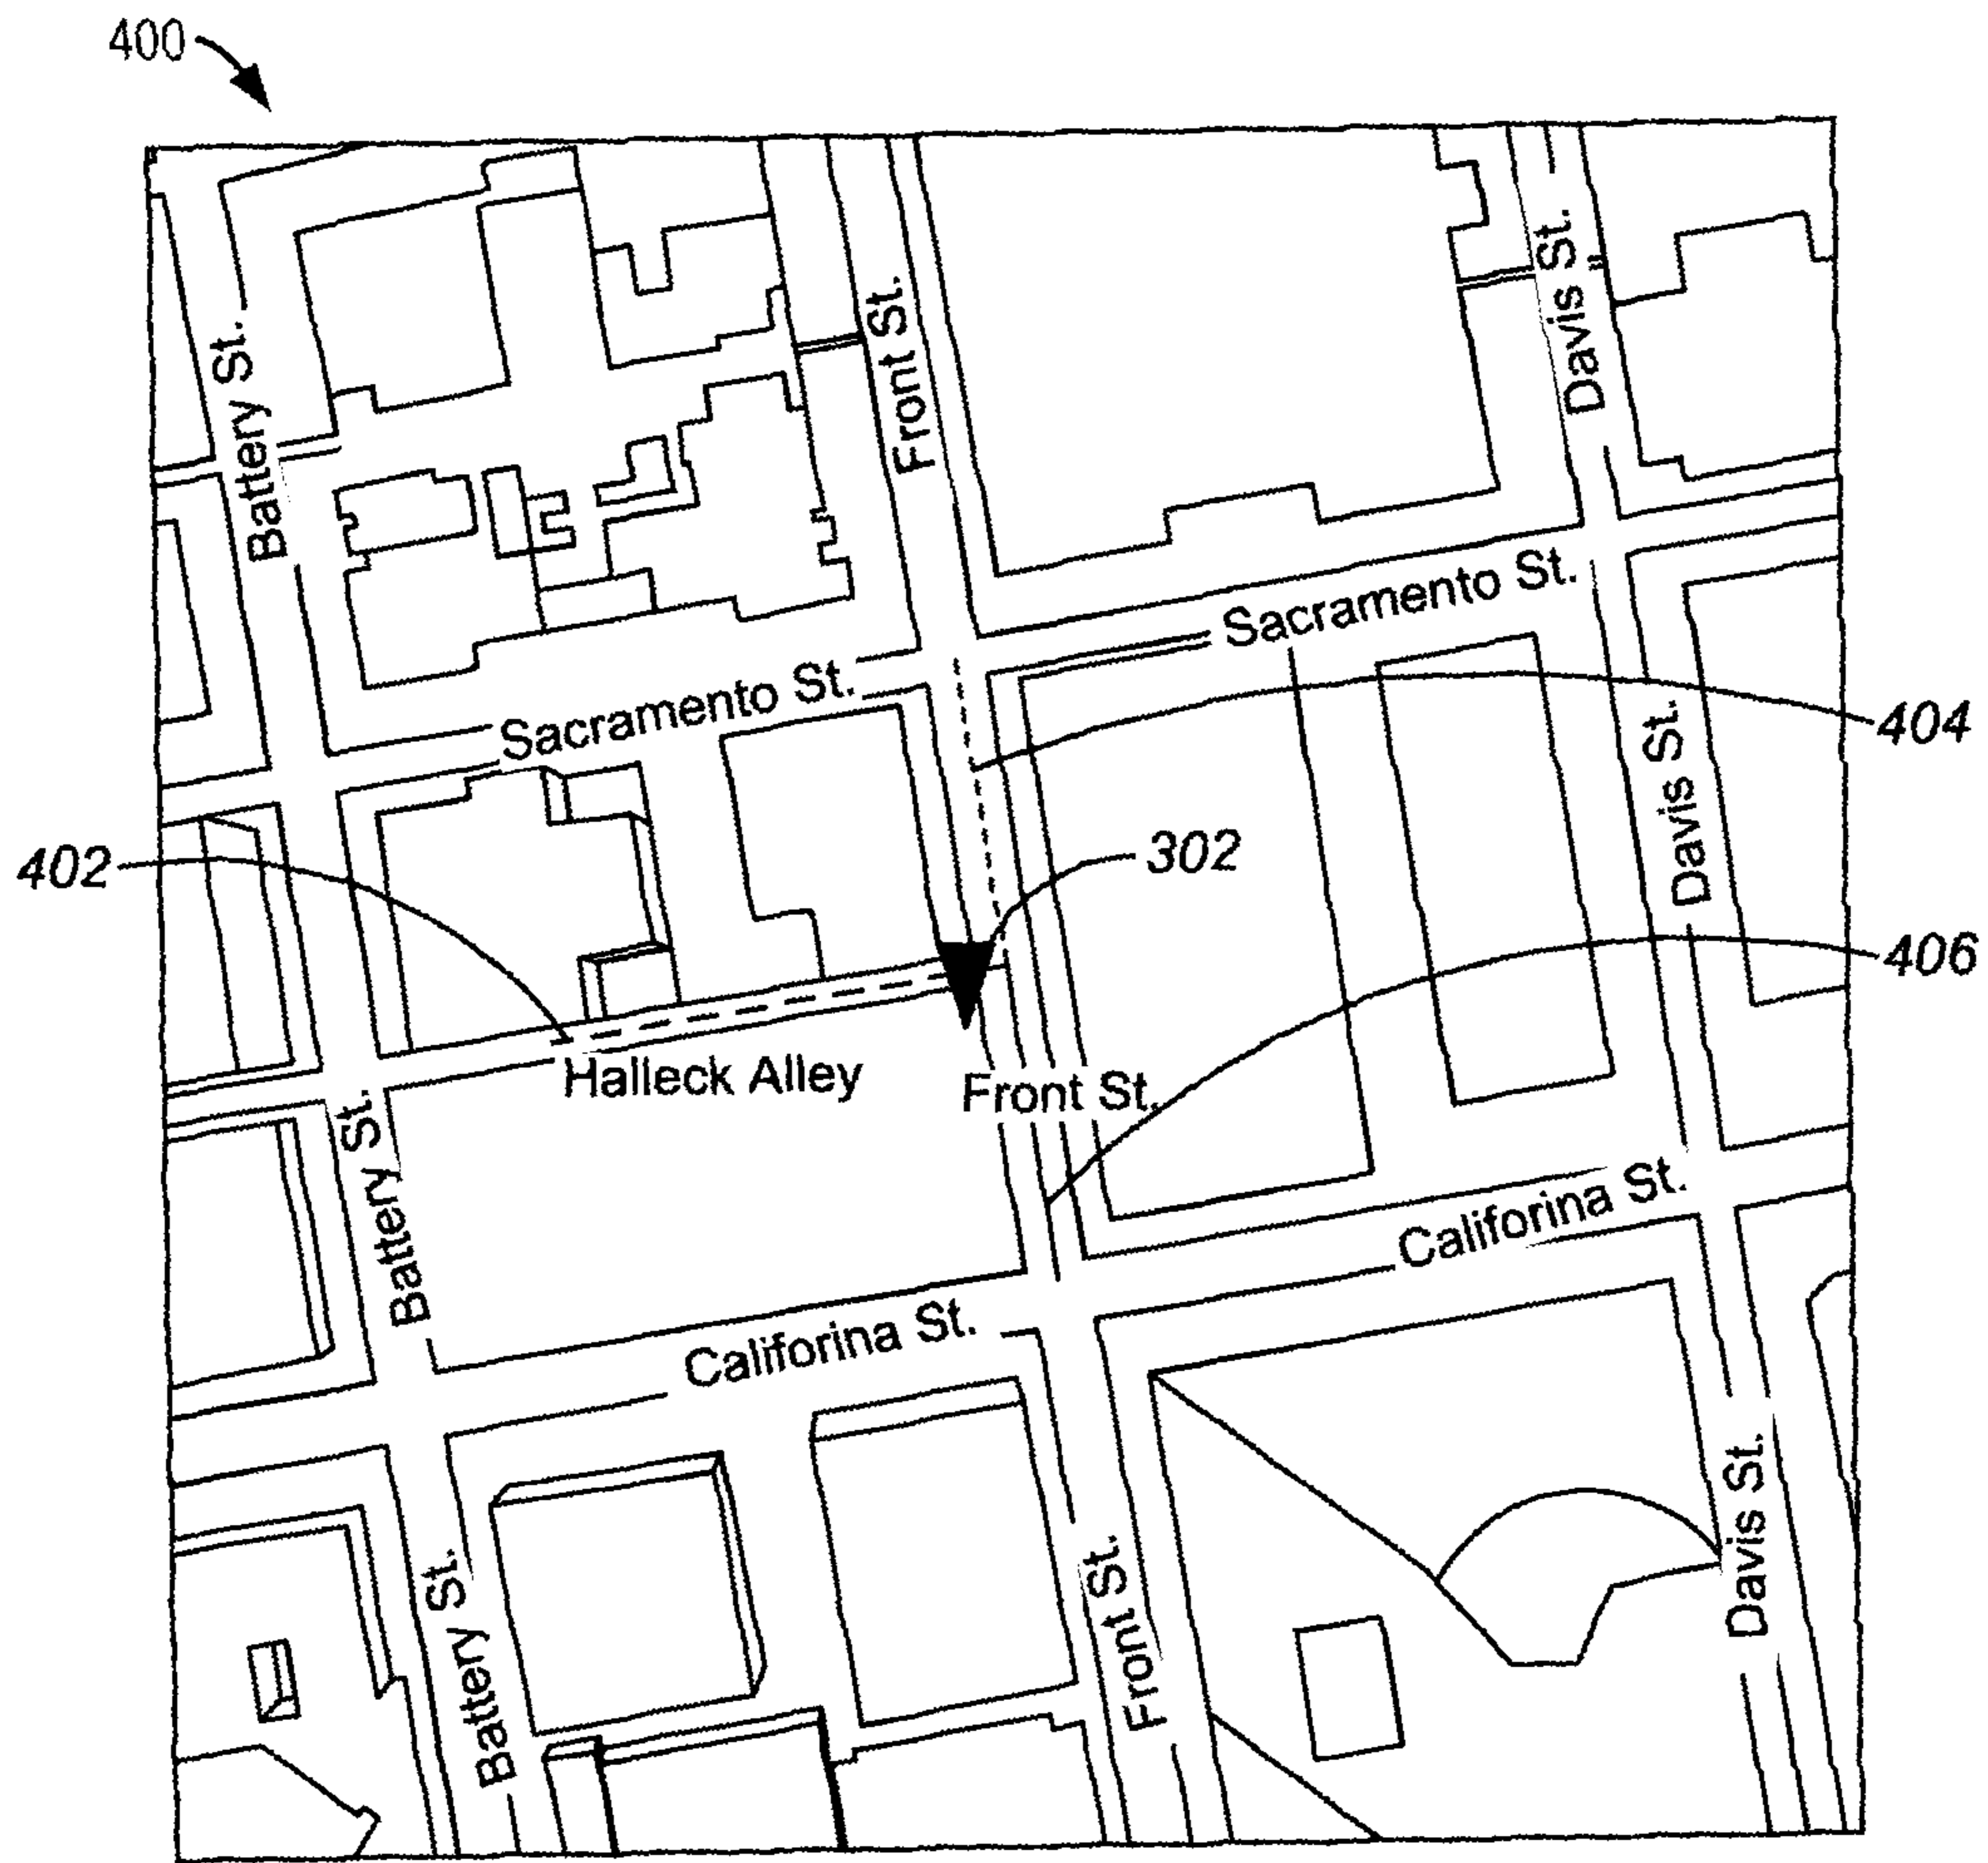 400
Davis St.
Front St.
Battery St.
Sacramento St.
Sacramento St.
404
Davis St.
302
402
406
Halleck Alley
Front St.
Battery St.
Califorina St.
Califorina St.
Davis St.
Front St.
Battery St.